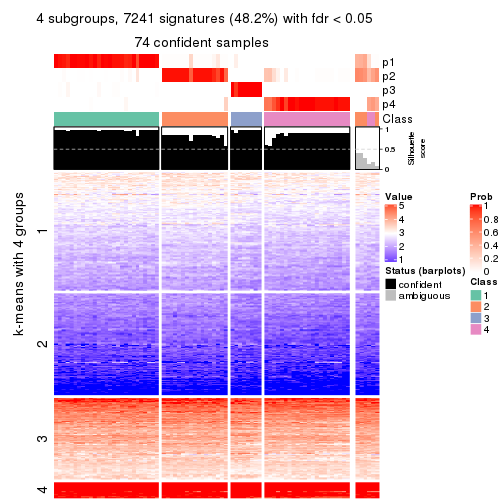 4 subgroups, 7241 signatures (48.2%) with fdr < 0.05
74 confident samples
p1
p2
p3
p4
Class
1
0.5
0
Silhouette
score
k-means with 4 groups
1
2
3
4
Value
5
4
3
2
1
Status (barplots)
confident
ambiguous
Prob
1
0.8
0.6
0.4
0.2
0
Class
1
2
3
4